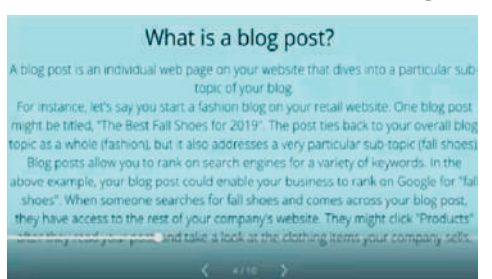 What is a blog post?
A blog post is an individual web page on your website that dives into a particular sub-
topic of your blog.
For instance, let's say you start a fashion blog on your retail website. One blog post
might be titled, "The Best Fall Shoes for 2019". The post ties back to your overall blog
topic as a whole (fashion), but it also addresses a very particular sub-topic (fall shoes)
Blog posts allow you to rank on search engines for a variety of keywords. In the
above example, your blog post could enable your business to rank on Google for "fall
shoes". When someone searches for fall shoes and comes across your blog post,
they have access to the rest of your company's website. They might click "Products"
after they read your post and take a look at the clothing items your company sells.
4 / 10